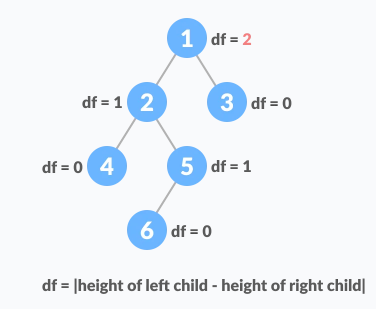 1 df = 2
df = 1 2 3 df = 0
df = 0 4 5 df = 1
6 df = 0
df = |height of left child - height of right child|